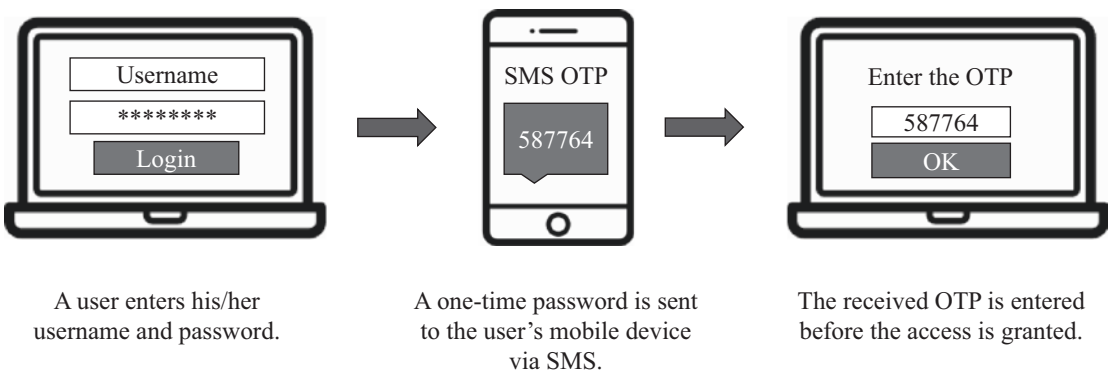 Username
********
Login
SMS OTP
587764
Enter the OTP
587764
OK
A user enters his/her
username and password.
A one-time password is sent
to the user’s mobile device
via SMS.
The received OTP is entered
before the access is granted.